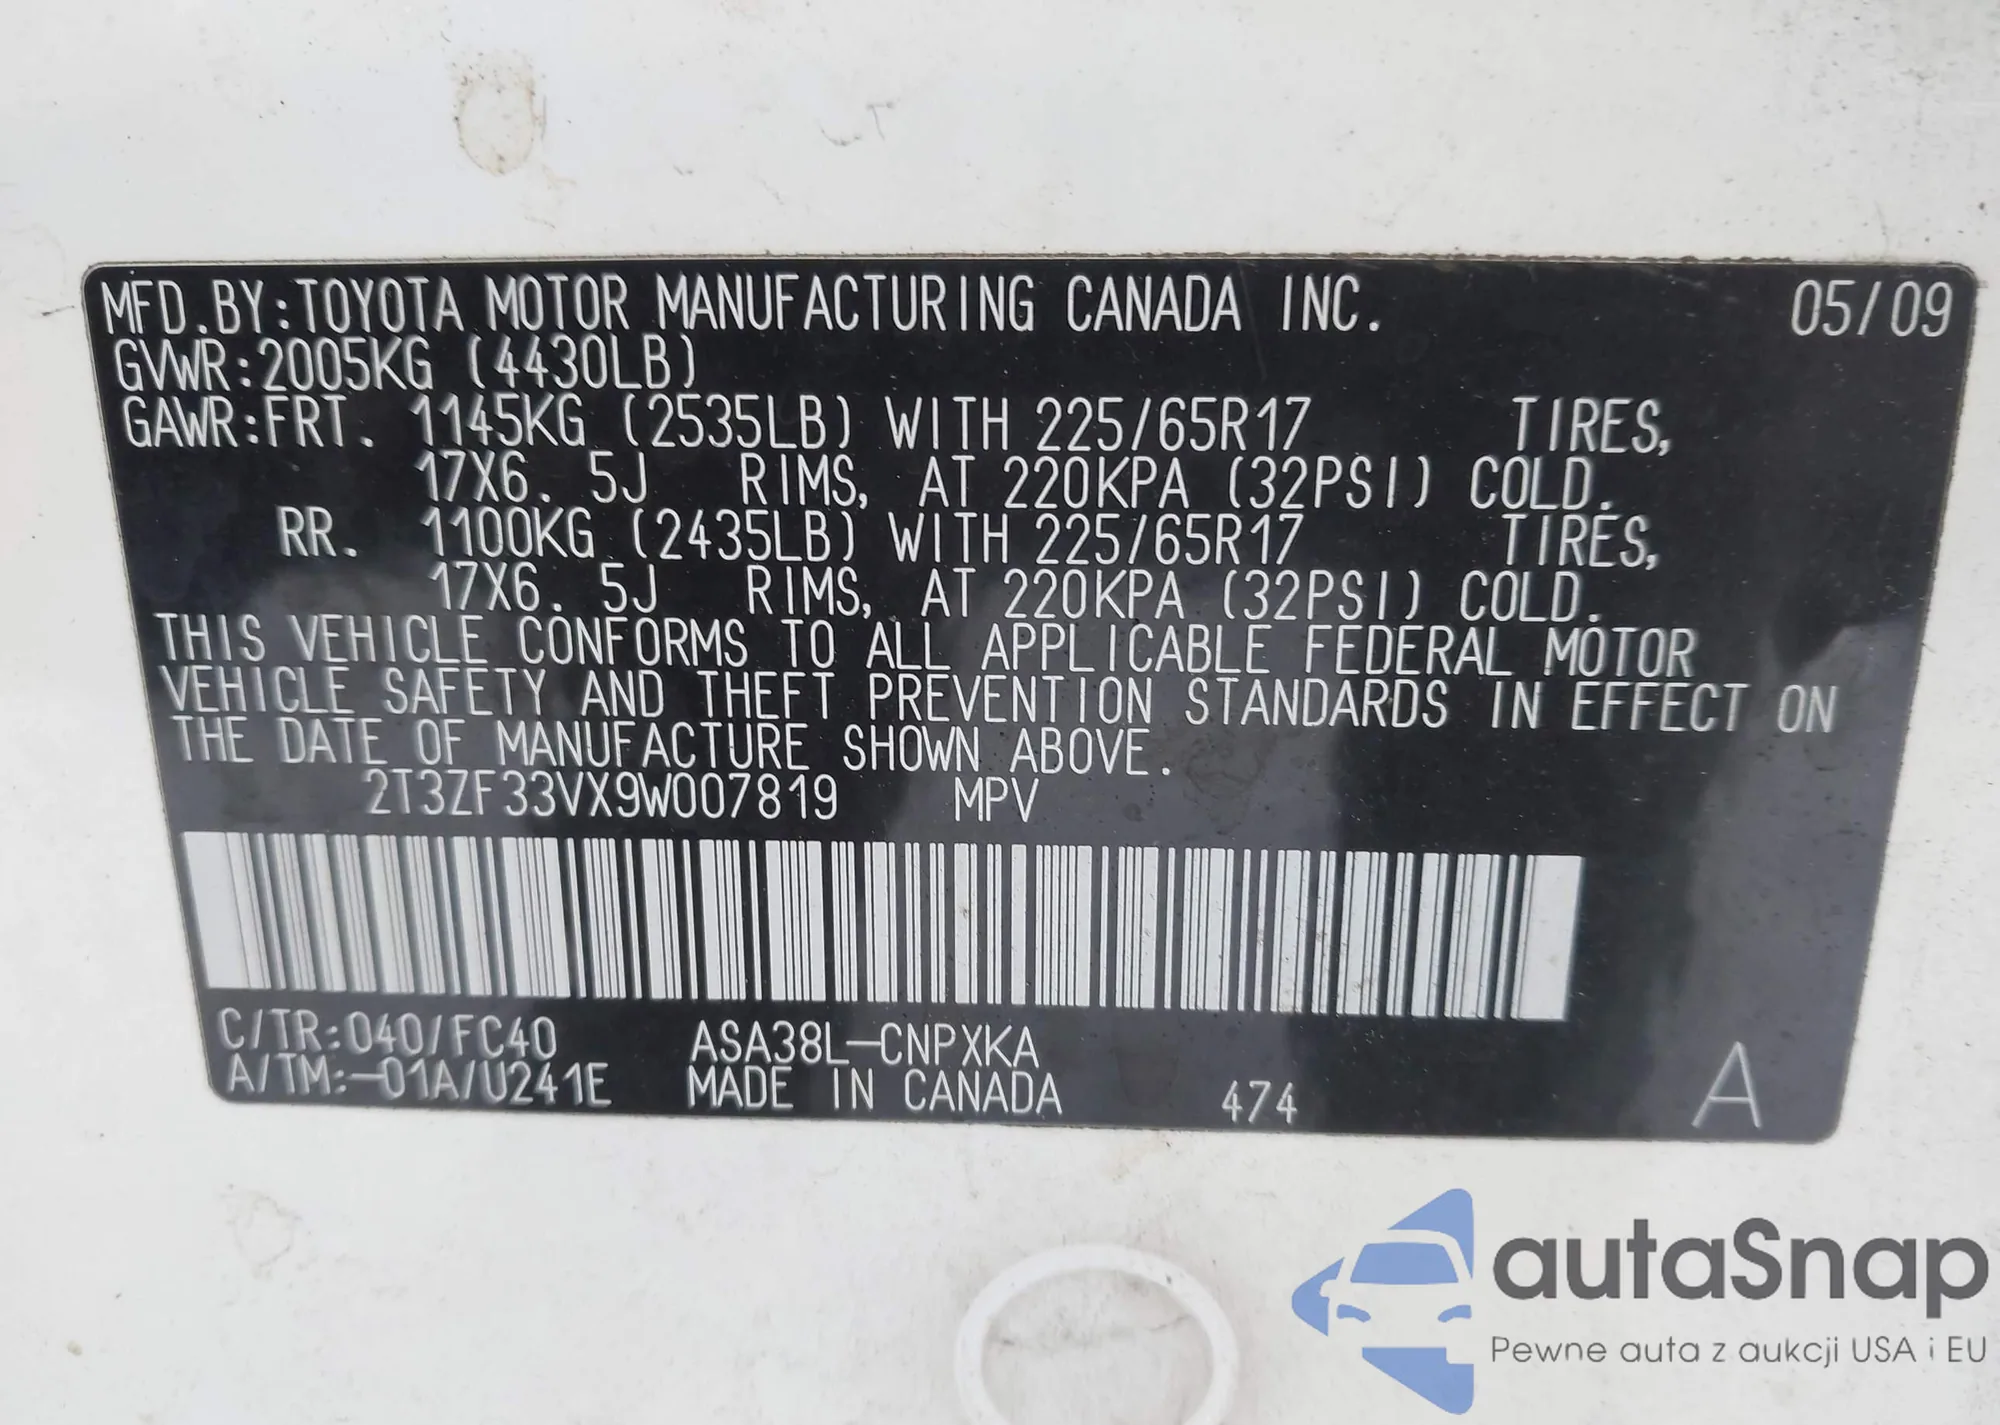 MFD.BY:TOYOTA MOTOR MANUFACTURING CANADA INC. 05/09
GVWR:2005KG (4430LB)
GAWR:FRT. 1145KG (2535LB) WITH 225/65R17 TIRES,
17X6. 5J RIMS, AT 220KPA (32PSI) COLD.
RR. 1100KG (2435LB) WITH 225/65R17 TIRES,
17X6. 5J RIMS, AT 220KPA (32PSI) COLD.
THIS VEHICLE CONFORMS TO ALL APPLICABLE FEDERAL MOTOR
VEHICLE SAFETY AND THEFT PREVENTION STANDARDS IN EFFECT ON
THE DATE OF MANUFACTURE SHOWN ABOVE.
2T3ZF33VX9W007819 MPV
C/TR:040/FC40 ASA38L-CNPXKA
A/TM:-01A/U241E MADE IN CANADA 474 A
autaSnap
Pewne auta z aukcji USA i EU